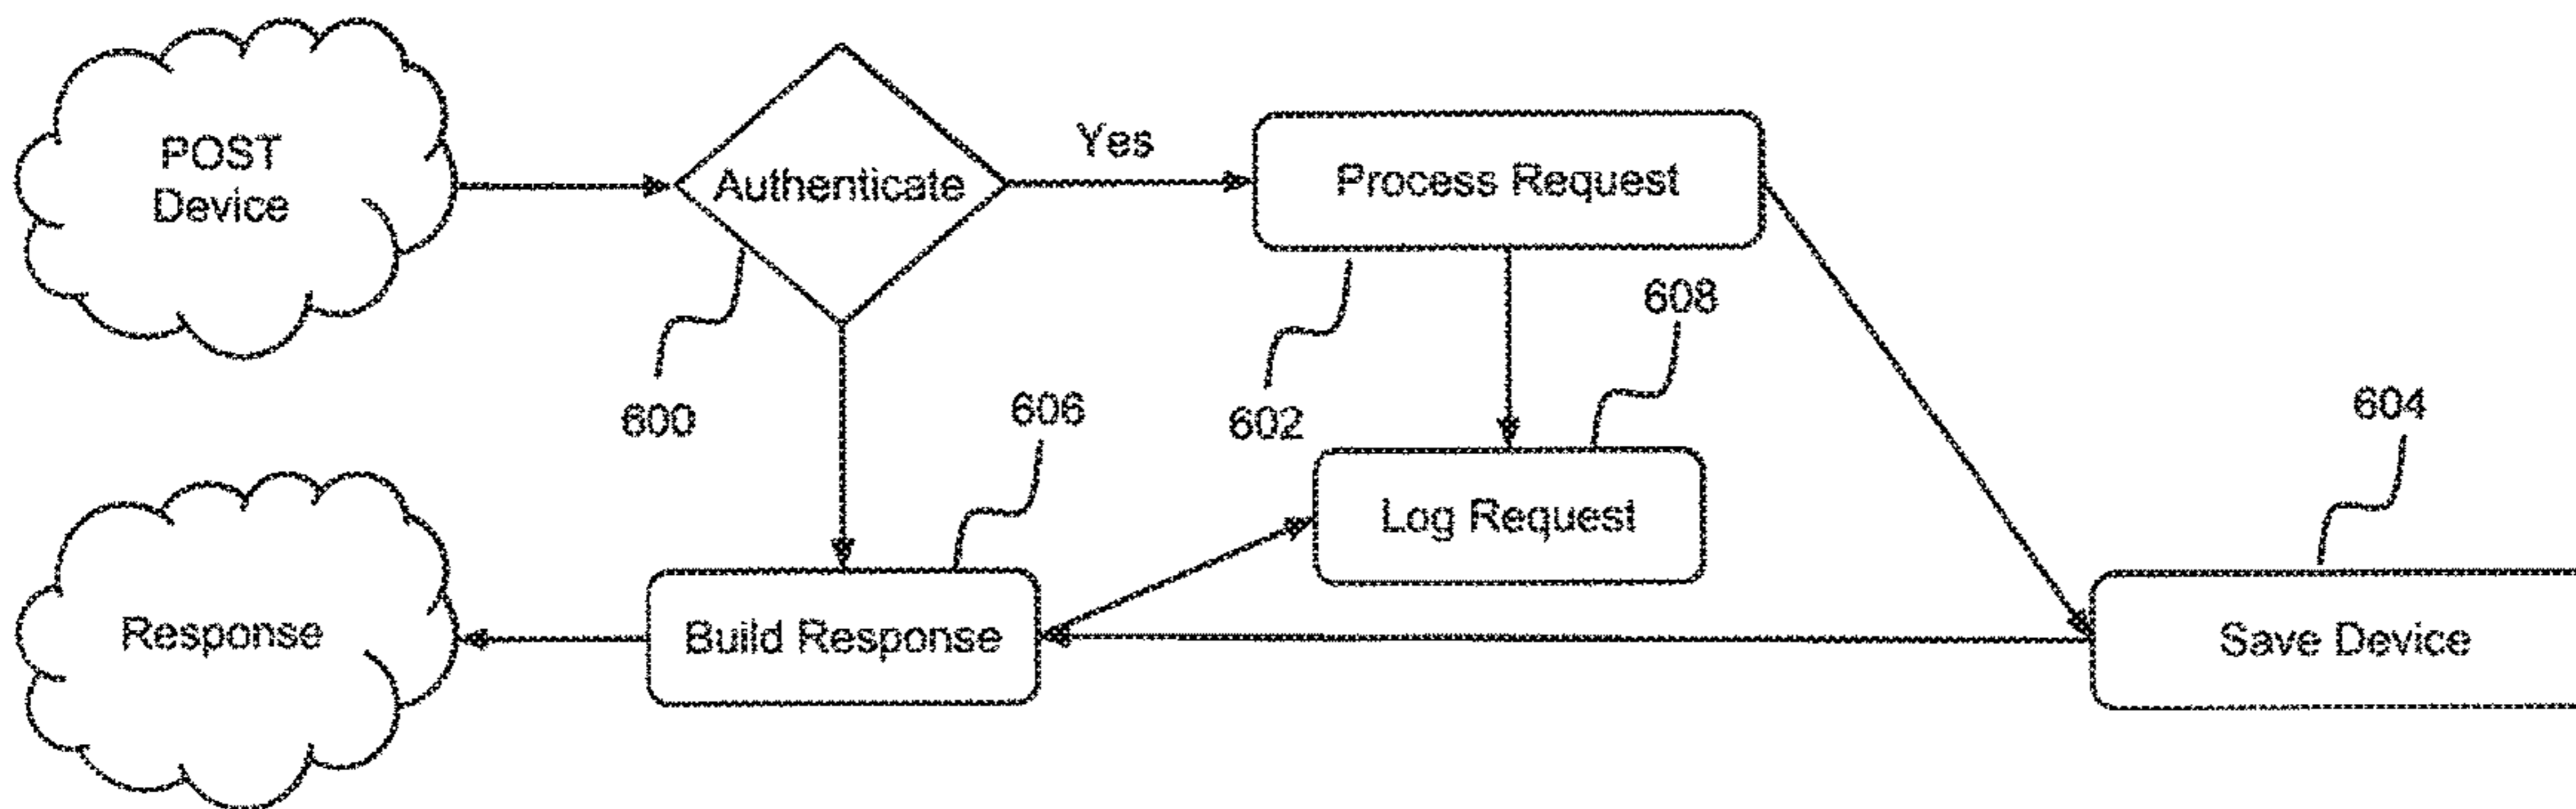 POST
Device
Authenticate
Yes
Process Request
600
602
608
606
604
Log Request
Response
Build Response
Save Device